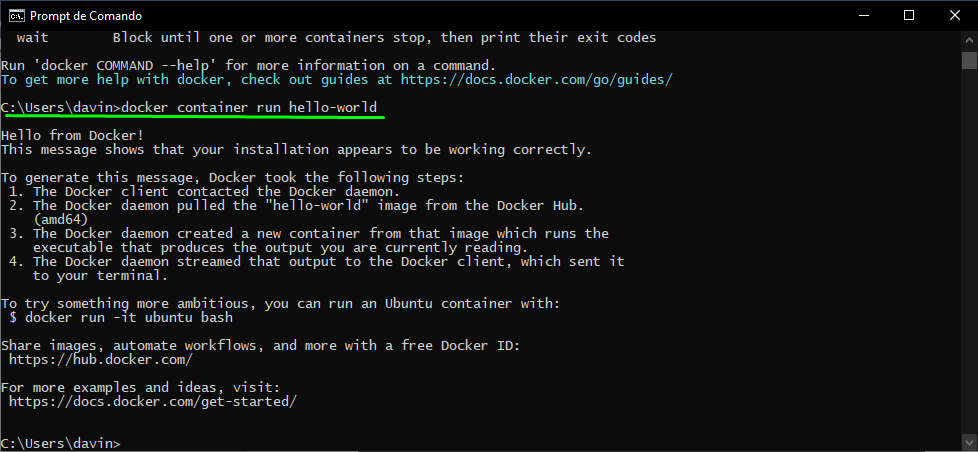 Prompt de Comando
wait        Block until one or more containers stop, then print their exit codes
Run 'docker COMMAND --help' for more information on a command.
To get more help with docker, check out guides at https://docs.docker.com/go/guides/
C:\Users\davin>docker container run hello-world
Hello from Docker!
This message shows that your installation appears to be working correctly.
To generate this message, Docker took the following steps:
1. The Docker client contacted the Docker daemon.
2. The Docker daemon pulled the "hello-world" image from the Docker Hub.
(amd64)
3. The Docker daemon created a new container from that image which runs the
executable that produces the output you are currently reading.
4. The Docker daemon streamed that output to the Docker client, which sent it
to your terminal.
To try something more ambitious, you can run an Ubuntu container with:
$ docker run -it ubuntu bash
Share images, automate workflows, and more with a free Docker ID:
https://hub.docker.com/
For more examples and ideas, visit:
https://docs.docker.com/get-started/
C:\Users\davin>